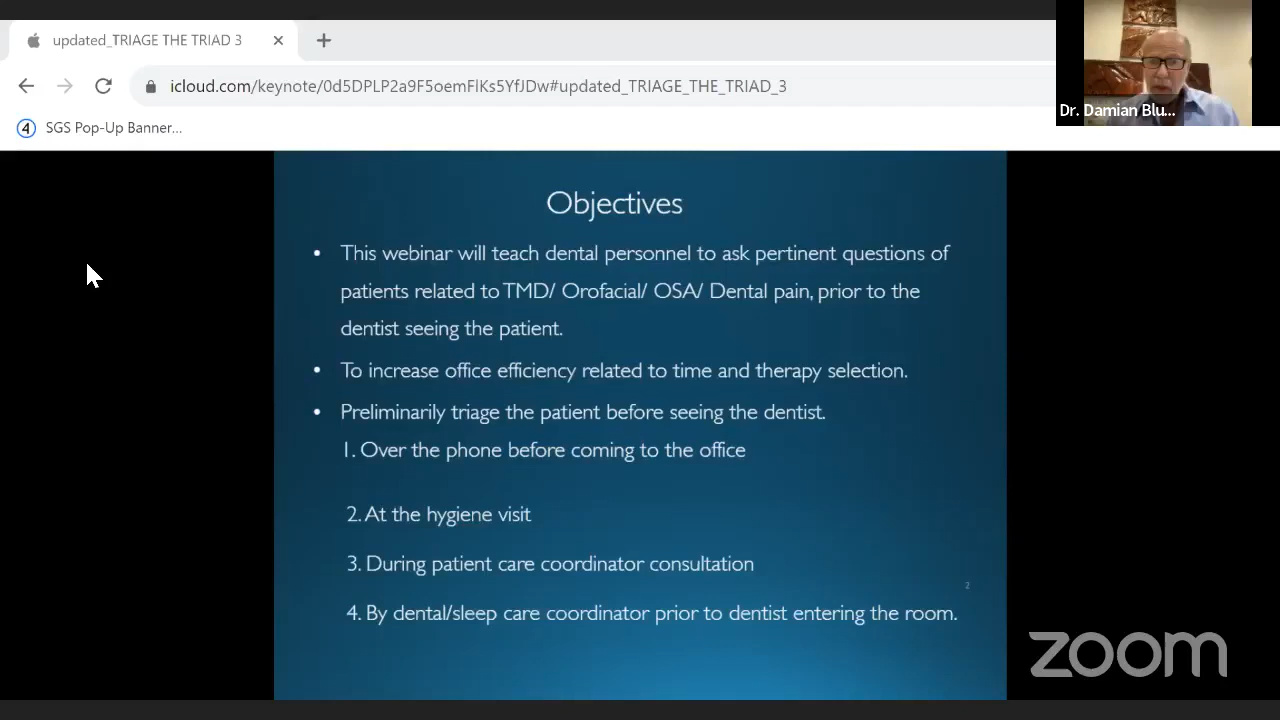 updated_TRIAGE THE TRIAD 3
icloud.com/keynote/0d5DPLP2a9F5oemFlKs5YfJDw#updated_TRIAGE_THE_TRIAD_3
4 SGS Pop-Up Banner...
Dr. Damian Blu...
Objectives
• This webinar will teach dental personnel to ask pertinent questions of
patients related to TMD/ Orofacial/ OSA/ Dental pain, prior to the
dentist seeing the patient.
• To increase office efficiency related to time and therapy selection.
• Preliminarily triage the patient before seeing the dentist.
1. Over the phone before coming to the office
2. At the hygiene visit
3. During patient care coordinator consultation
2
4. By dental/sleep care coordinator prior to dentist entering the room.
zoom